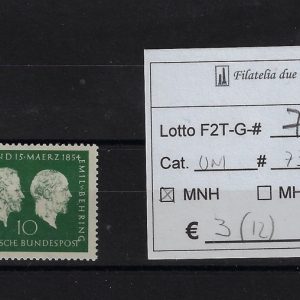 ND 15·MAERZ 1854
EMIL v. BEHRING
10
SCHE BUNDESPOST
Filatelia due
Lotto F2T-G-# 7
Cat. UNI # 7
MNH MH
€ 3 (12)